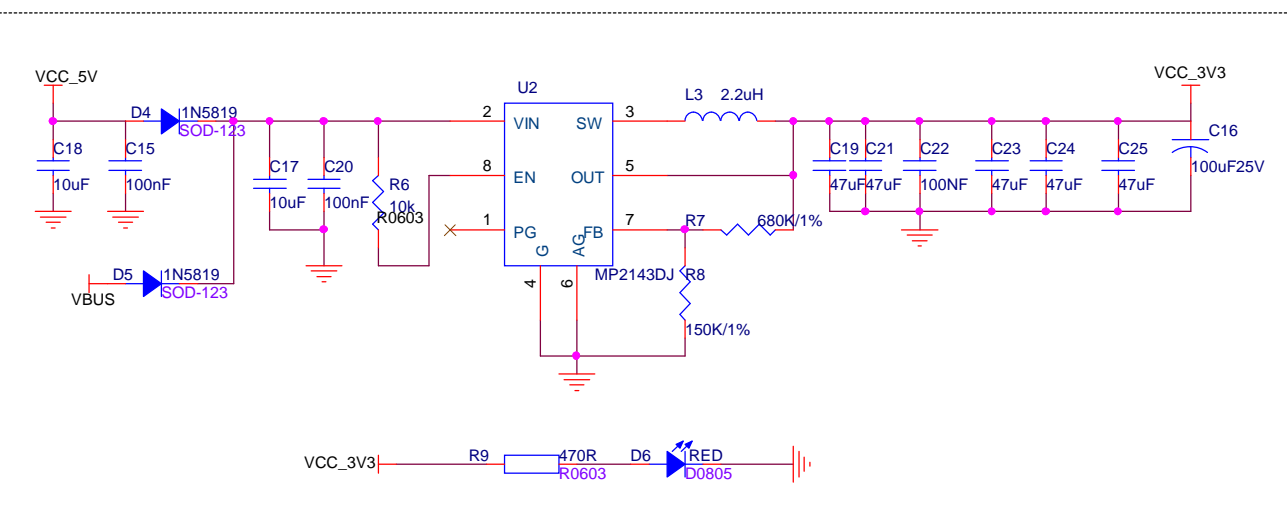 VCC_5V
VCC_3V3
U2
L3 2.2uH
D4 1N5819
SOD-123
2 VIN SW 3
C16
100uF25V
C18
10uF
C15
100nF
C17
10uF
C20
100nF
R6
10k
R0603
8 EN OUT 5
C19
47uF
C21
47uF
C22
100NF
C23
47uF
C24
47uF
C25
47uF
1 PG FB 7
G
AG
R7 680K/1%
MP2143DJ
R8
150K/1%
4
6
D5 1N5819
SOD-123
VBUS
VCC_3V3
R9 470R
R0603
D6 RED
D0805